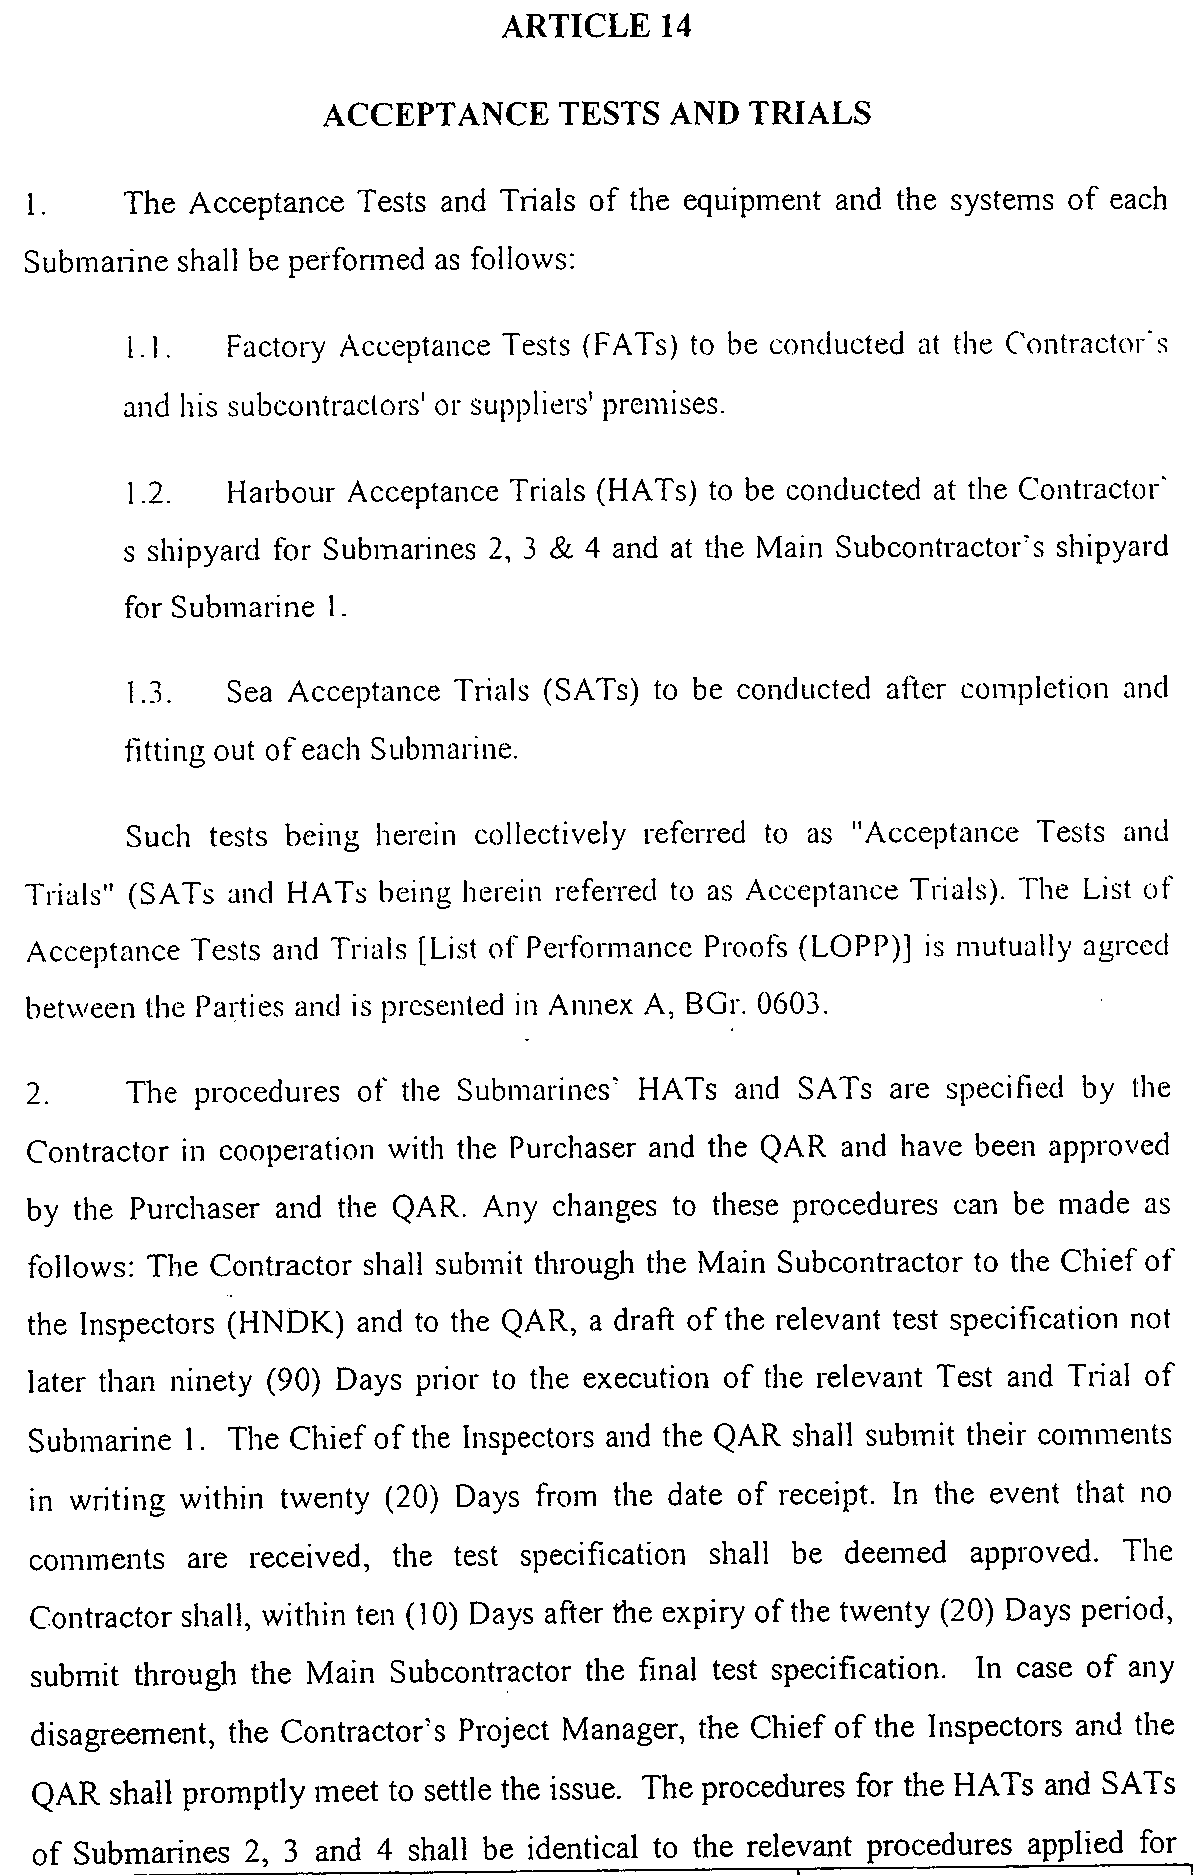 ARTICLE 14
ACCEPTANCE TESTS AND TRIALS
1. The Acceptance Tests and Trials of the equipment and the systems of each
Submarine shall be performed as follows:
1.1. Factory Acceptance Tests (FATs) to be conducted at the Contractor's
and his subcontractors' or suppliers' premises.
1.2. Harbour Acceptance Trials (HATs) to be conducted at the Contractor'
s shipyard for Submarines 2, 3 & 4 and at the Main Subcontractor's shipyard
for Submarine 1.
1.3. Sea Acceptance Trials (SATs) to be conducted after completion and
fitting out of each Submarine.
Such tests being herein collectively referred to as "Acceptance Tests and
Trials" (SATs and HATs being herein referred to as Acceptance Trials). The List of
Acceptance Tests and Trials [List of Performance Proofs (LOPP)] is mutually agreed
between the Parties and is presented in Annex A, BGr. 0603.
2. The procedures of the Submarines' HATs and SATs are specified by the
Contractor in cooperation with the Purchaser and the QAR and have been approved
by the Purchaser and the QAR. Any changes to these procedures can be made as
follows: The Contractor shall submit through the Main Subcontractor to the Chief of
the Inspectors (HNDK) and to the QAR, a draft of the relevant test specification not
later than ninety (90) Days prior to the execution of the relevant Test and Trial of
Submarine 1. The Chief of the Inspectors and the QAR shall submit their comments
in writing within twenty (20) Days from the date of receipt. In the event that no
comments are received, the test specification shall be deemed approved. The
Contractor shall, within ten (10) Days after the expiry of the twenty (20) Days period,
submit through the Main Subcontractor the final test specification. In case of any
disagreement, the Contractor's Project Manager, the Chief of the Inspectors and the
QAR shall promptly meet to settle the issue. The procedures for the HATs and SATs
of Submarines 2, 3 and 4 shall be identical to the relevant procedures applied for